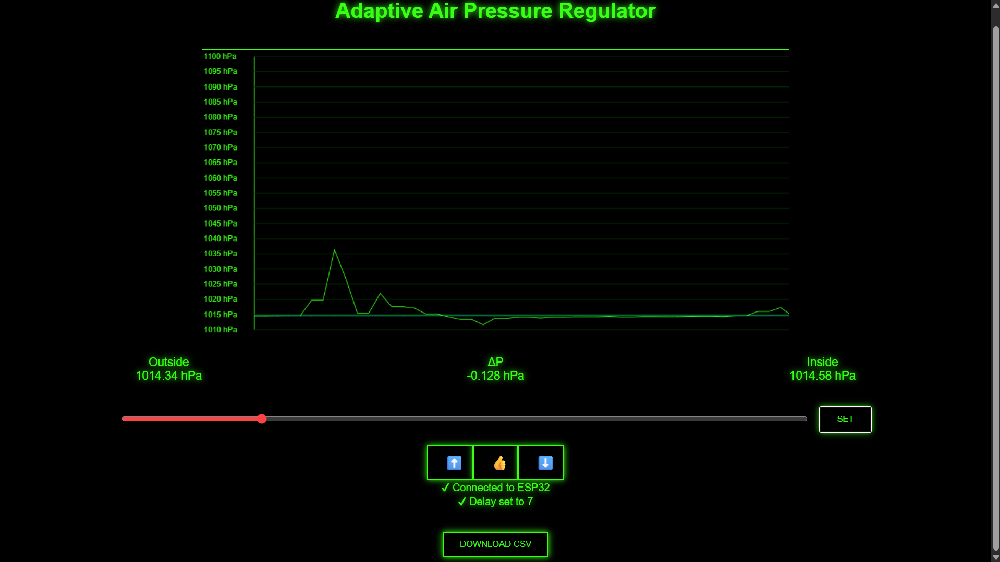 Adaptive Air Pressure Regulator
1100 hPa
1095 hPa
1090 hPa
1085 hPa
1080 hPa
1075 hPa
1070 hPa
1065 hPa
1060 hPa
1055 hPa
1050 hPa
1045 hPa
1040 hPa
1035 hPa
1030 hPa
1025 hPa
1020 hPa
1015 hPa
1010 hPa
Outside
1014.34 hPa
ΔP
-0.128 hPa
Inside
1014.58 hPa
SET
✓ Connected to ESP32
✓ Delay set to 7
DOWNLOAD CSV